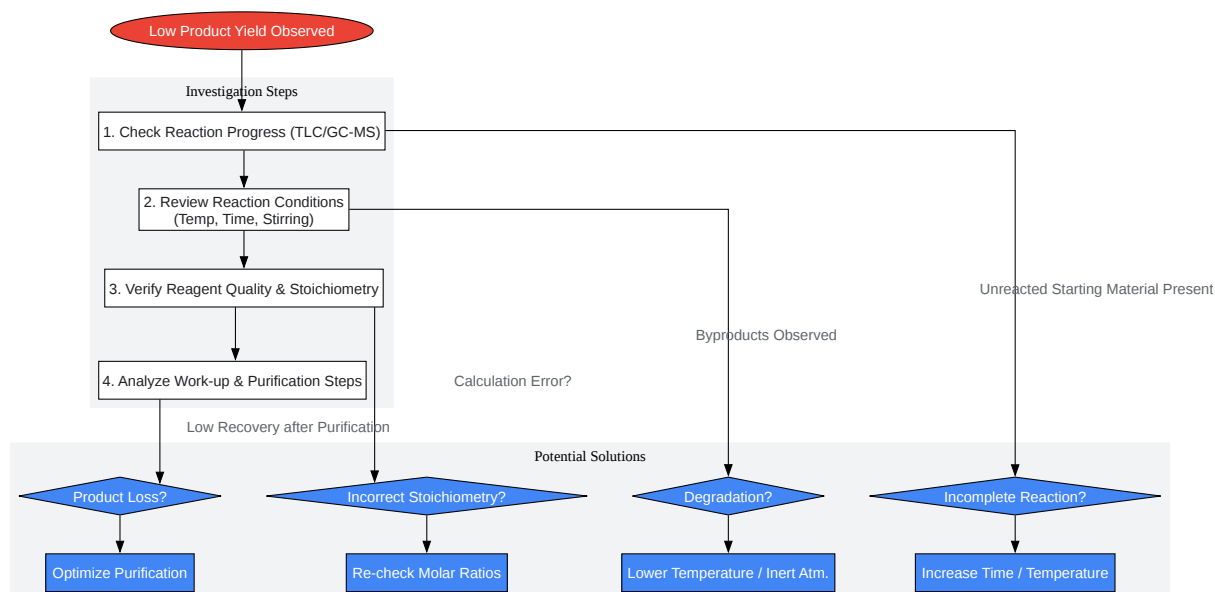 Low Product Yield Observed
Investigation Steps
1. Check Reaction Progress (TLC/GC-MS)
2. Review Reaction Conditions
(Temp, Time, Stirring)
3. Verify Reagent Quality & Stoichiometry
Unreacted Starting Material Present
Byproducts Observed
4. Analyze Work-up & Purification Steps
Calculation Error?
Low Recovery after Purification
Potential Solutions
Product Loss?
Incorrect Stoichiometry?
Degradation?
Incomplete Reaction?
Optimize Purification
Re-check Molar Ratios
Lower Temperature / Inert Atm.
Increase Time / Temperature